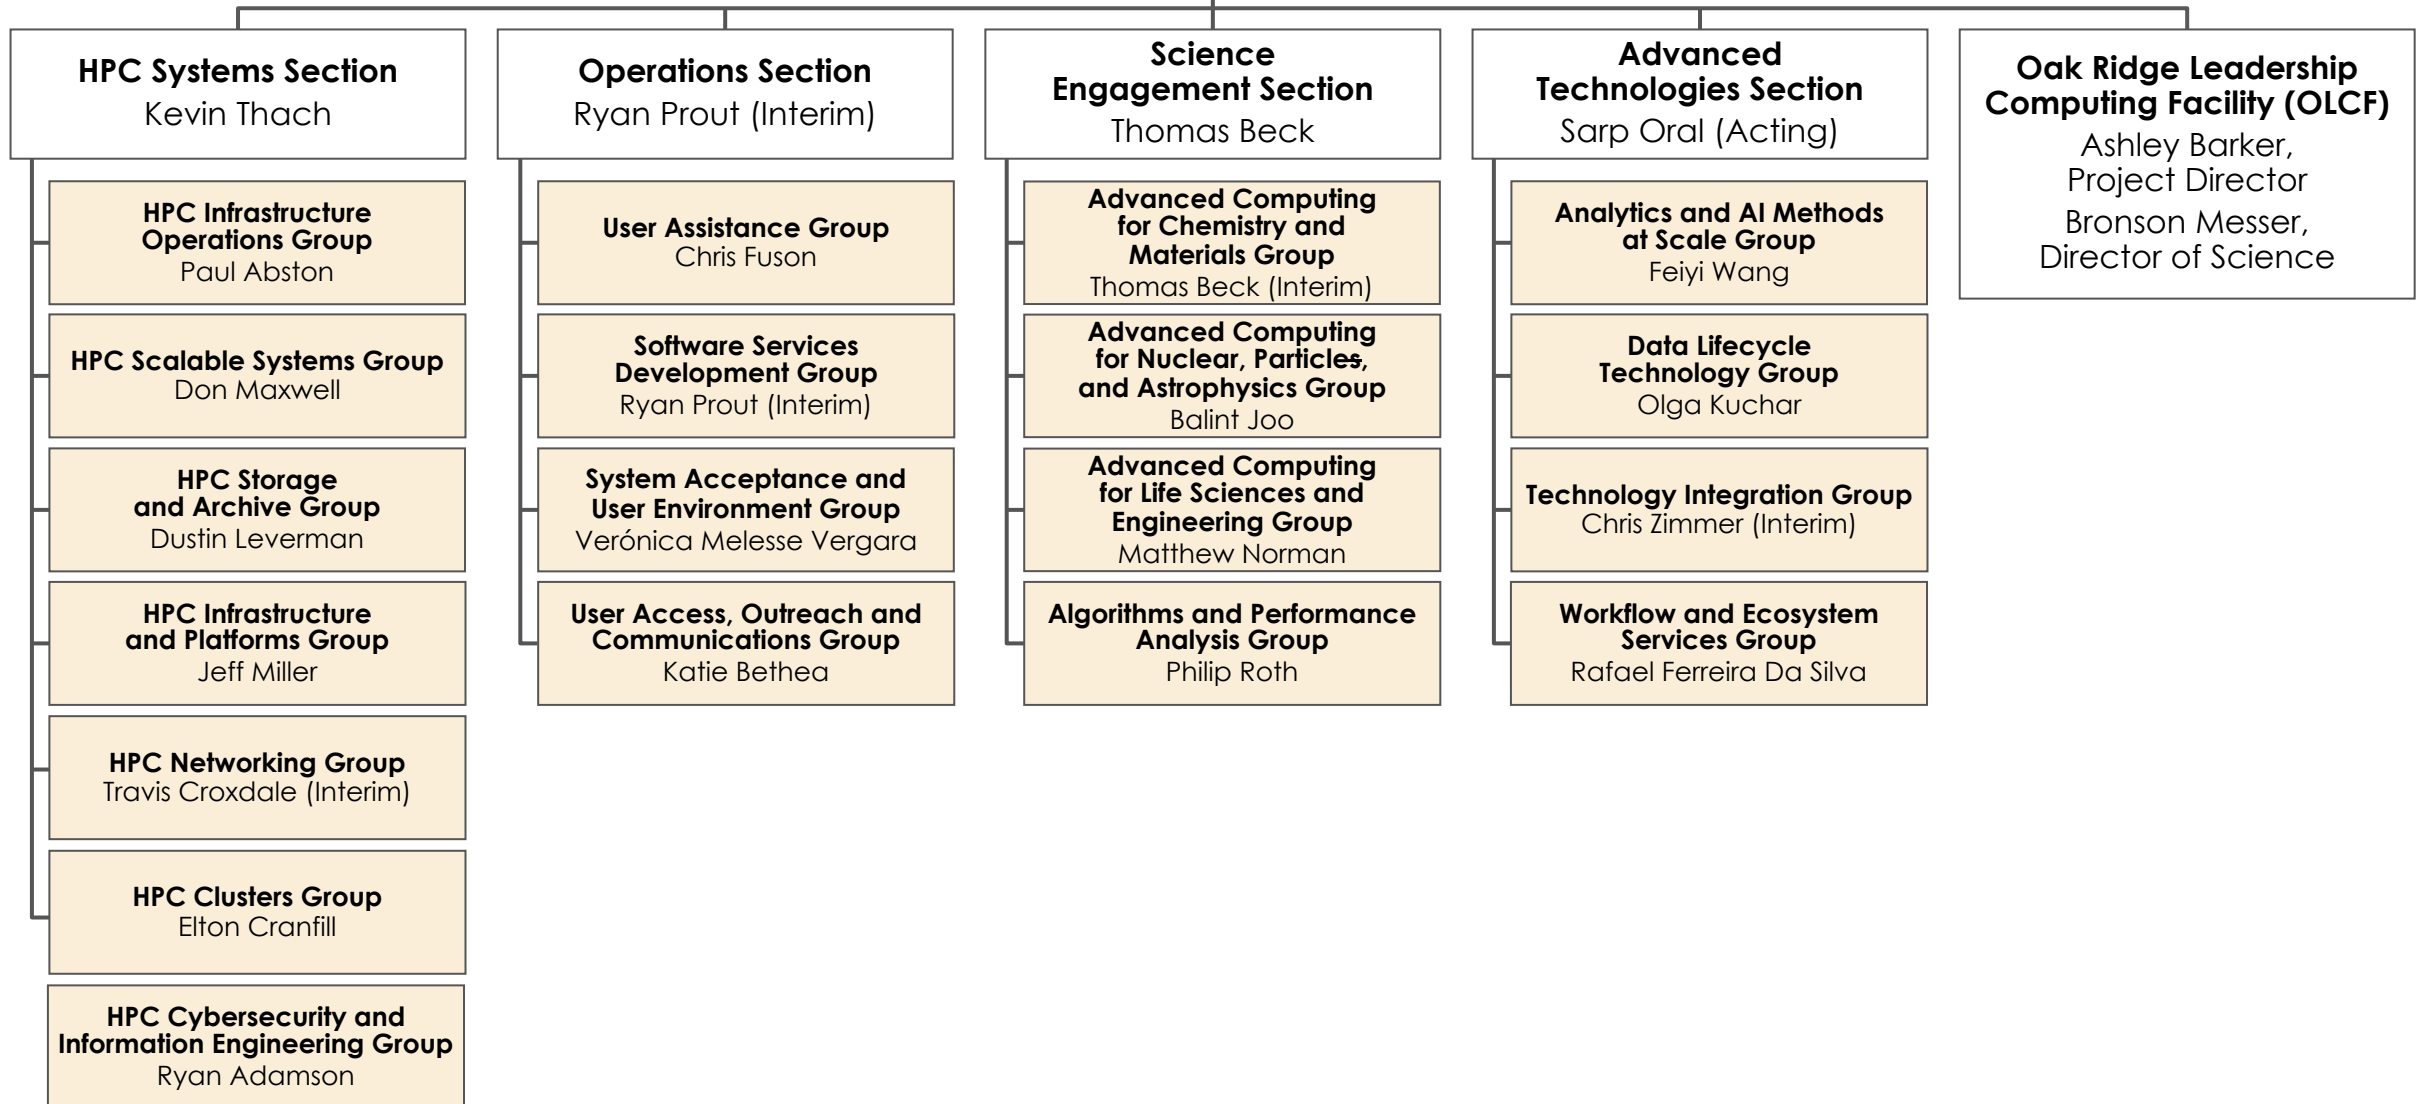 HPC Systems Section
Kevin Thach
HPC Infrastructure
Operations Group
Paul Abston
HPC Scalable Systems Group
Don Maxwell
HPC Storage
and Archive Group
Dustin Leverman
HPC Infrastructure
and Platforms Group
Jeff Miller
HPC Networking Group
Travis Croxdale (Interim)
HPC Clusters Group
Elton Cranfill
HPC Cybersecurity and
Information Engineering Group
Ryan Adamson
Operations Section
Ryan Prout (Interim)
User Assistance Group
Chris Fuson
Software Services
Development Group
Ryan Prout (Interim)
System Acceptance and
User Environment Group
Verónica Melesse Vergara
User Access, Outreach and
Communications Group
Katie Bethea
Science
Engagement Section
Thomas Beck
Advanced Computing
for Chemistry and
Materials Group
Thomas Beck (Interim)
Advanced Computing
for Nuclear, Particles,
and Astrophysics Group
Balint Joo
Advanced Computing
for Life Sciences and
Engineering Group
Matthew Norman
Algorithms and Performance
Analysis Group
Philip Roth
Advanced
Technologies Section
Sarp Oral (Acting)
Analytics and AI Methods
at Scale Group
Feiyi Wang
Data Lifecycle
Technology Group
Olga Kuchar
Technology Integration Group
Chris Zimmer (Interim)
Workflow and Ecosystem
Services Group
Rafael Ferreira Da Silva
Oak Ridge Leadership
Computing Facility (OLCF)
Ashley Barker,
Project Director
Bronson Messer,
Director of Science